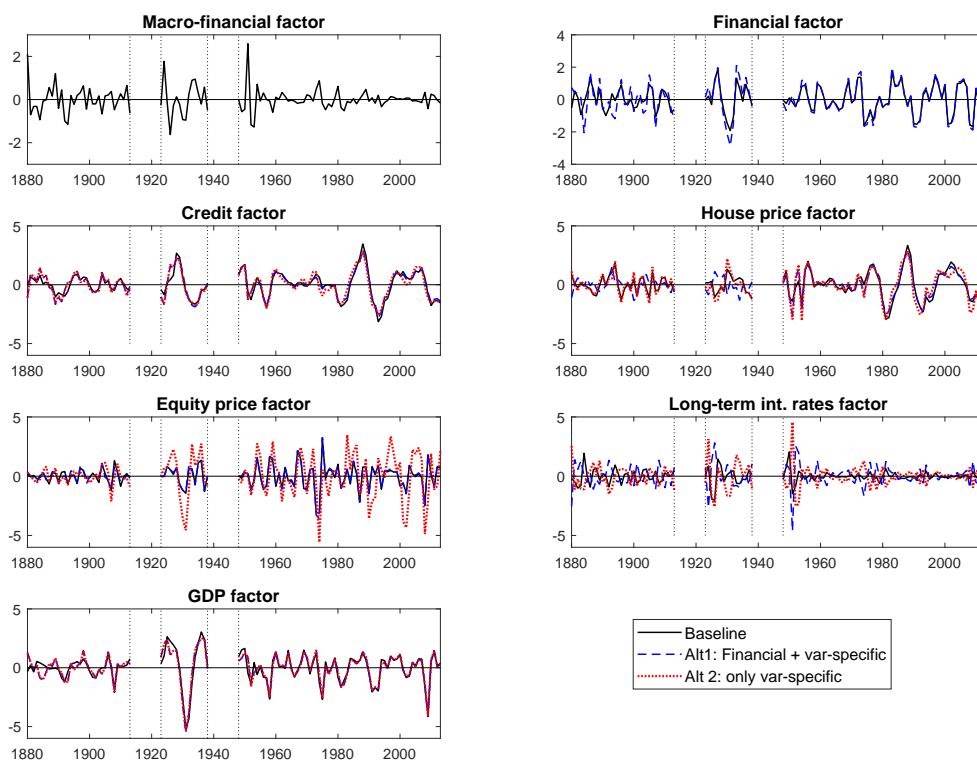 Macro-financial factor
2
0
-2
1880 1900 1920 1940 1960 1980 2000
Financial factor
4
2
0
-2
-4
1880 1900 1920 1940 1960 1980 2000
Credit factor
5
0
-5
1880 1900 1920 1940 1960 1980 2000
House price factor
5
0
-5
1880 1900 1920 1940 1960 1980 2000
Equity price factor
5
0
-5
1880 1900 1920 1940 1960 1980 2000
Long-term int. rates factor
5
0
-5
1880 1900 1920 1940 1960 1980 2000
GDP factor
5
0
-5
1880 1900 1920 1940 1960 1980 2000
Baseline
Alt1: Financial + var-specific
Alt 2: only var-specific